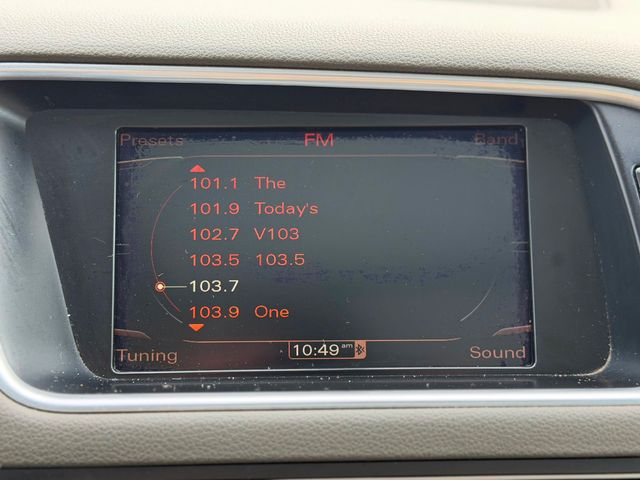 Presets FM Band
101.1 The
101.9 Today's
102.7 V103
103.5 103.5
103.7
103.9 One
Tuning 10:49 am Sound